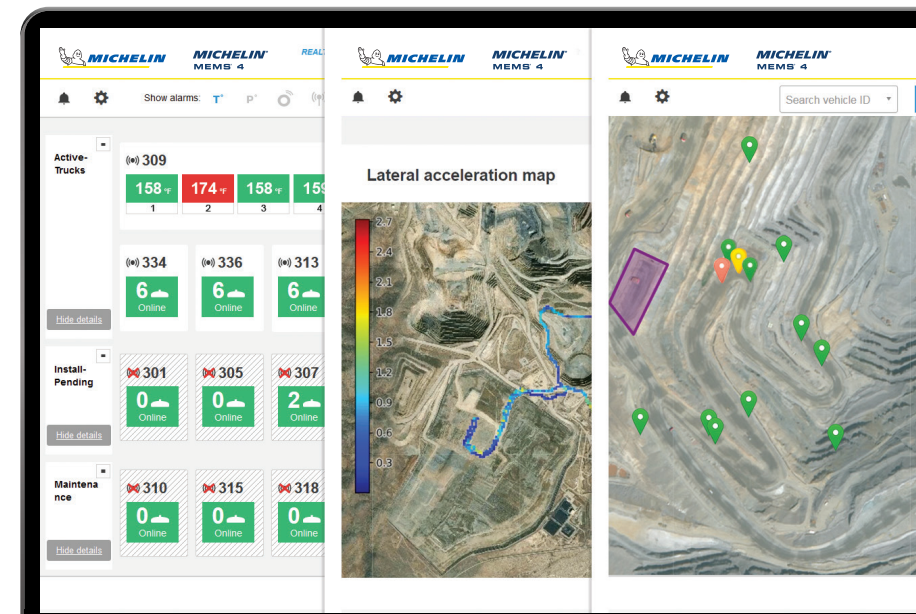 MICHELIN
MICHELIN
MEMS 4
Show alarms: T° P°
Active-
Trucks
309
158 °F 174 °F 158 °F
1 2 3 4
334 336 313
6 6 6
Online Online Online
Hide details
Install-
Pending
301 305 307
0 0 2
Online Online Online
Hide details
Maintena
nce
310 315 318
0 0 0
Online Online Online
Hide details
MICHELIN
MICHELIN
MEMS 4
Lateral acceleration map
2.7
2.4
2.1
1.8
1.5
1.2
0.9
0.6
0.3
MICHELIN
MICHELIN
MEMS 4
Search vehicle ID